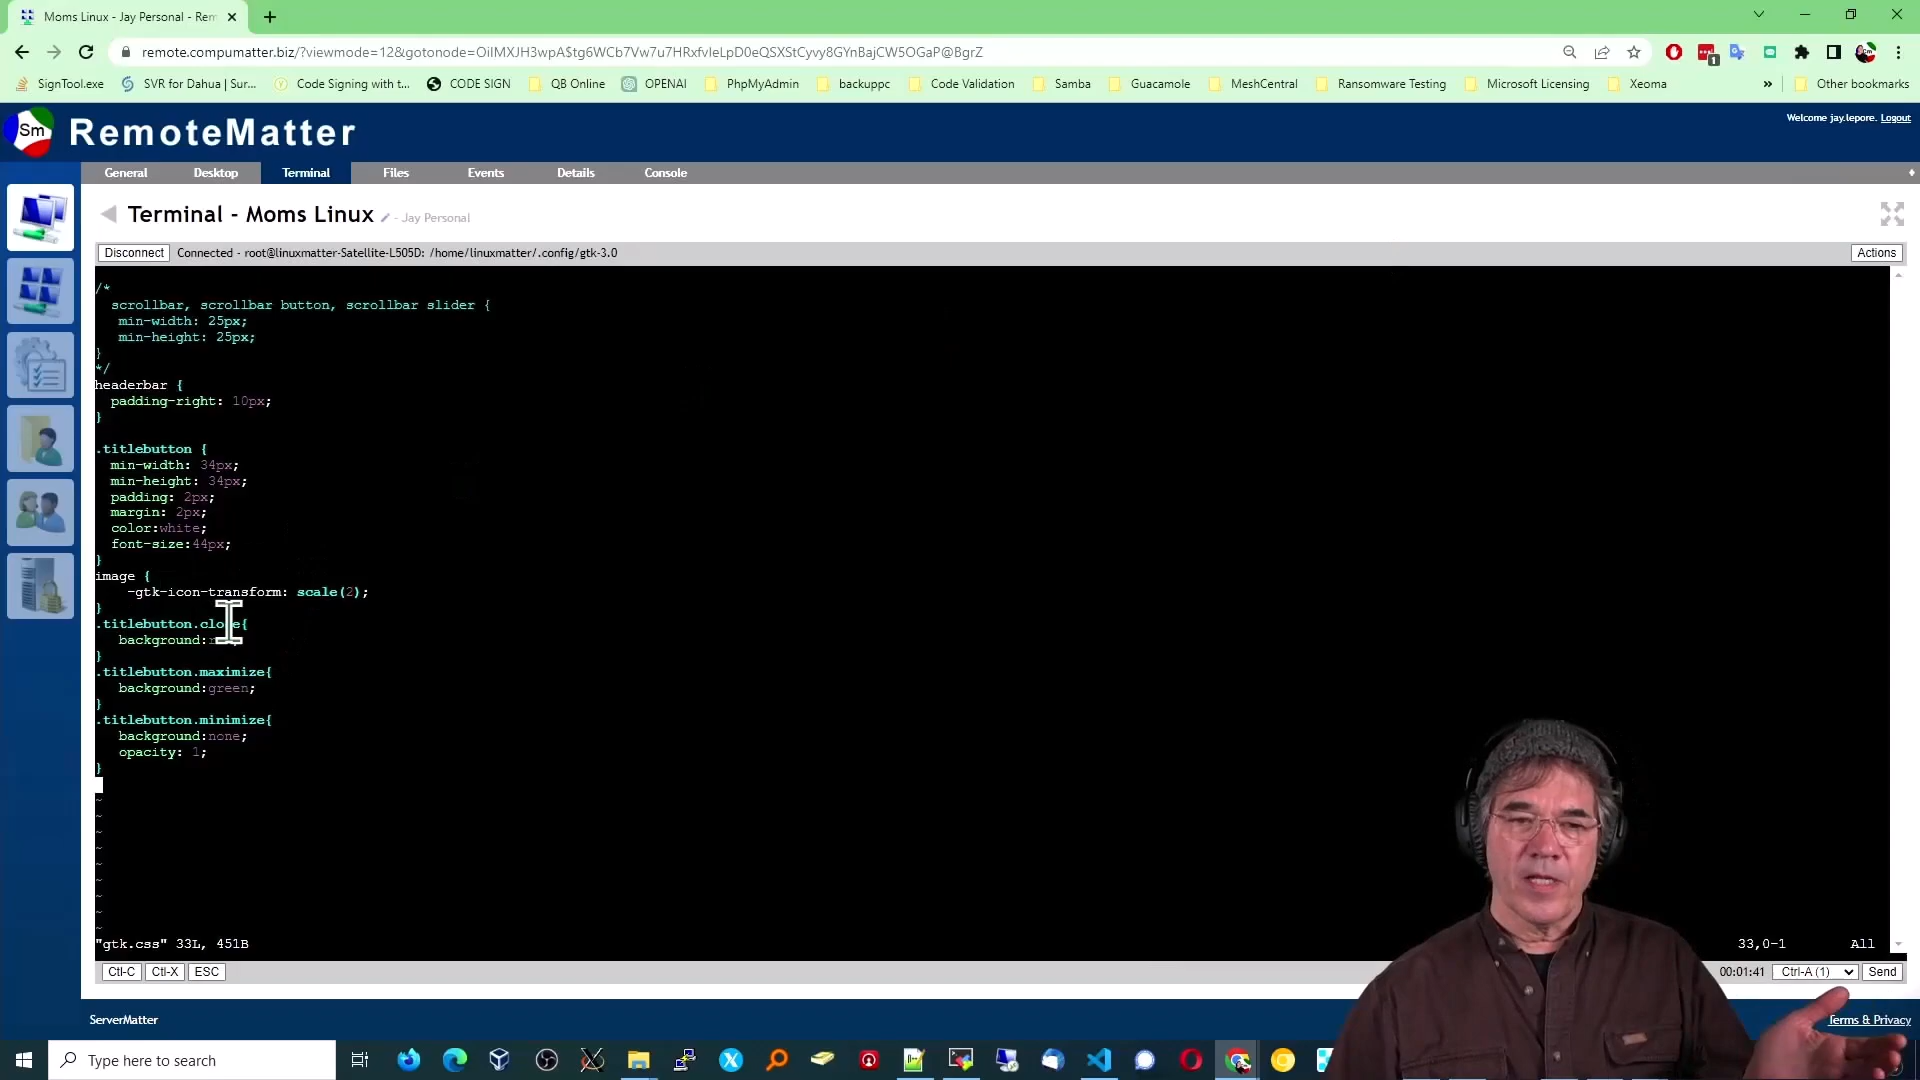 Moms Linux - Jay Personal - Rem
remote.compumatter.biz/?viewmode=12&gotonode=OilMXJH3wpA$tg6WCb7Vw7u7HRxfvIeLpD0eQSXStCyvy8GYnBajCW5OGaP@BgrZ
1
SignTool.exe SVR for Dahua | Sur... Code Signing with t... CODE SIGN QB Online OPENAI PhpMyAdmin backuppc Code Validation Samba Guacamole MeshCentral Ransomware Testing Microsoft Licensing Xeoma » Other bookmarks
Sm RemoteMatter
Welcome jay.lepore. Logout
General Desktop Terminal Files Events Details Console
Terminal - Moms Linux - Jay Personal
Disconnect Connected - root@linuxmatter-Satellite-L505D: /home/linuxmatter/.config/gtk-3.0 Actions
/*
scrollbar, scrollbar button, scrollbar slider {
min-width: 25px;
min-height: 25px;
}
*/
headerbar {
padding-right: 10px;
}
.titlebutton {
min-width: 34px;
min-height: 34px;
padding: 2px;
margin: 2px;
color:white;
font-size:44px;
}
image {
-gtk-icon-transform: scale(2);
}
.titlebutton.close{
background:
}
.titlebutton.maximize{
background:green;
}
.titlebutton.minimize{
background:none;
opacity: 1;
}
~
~
~
~
~
~
~
~
~
"gtk.css" 33L, 451B 33,0-1 All
Ctl-C Ctl-X ESC 00:01:41 Ctrl-A (1) Send
ServerMatter Terms & Privacy
Type here to search